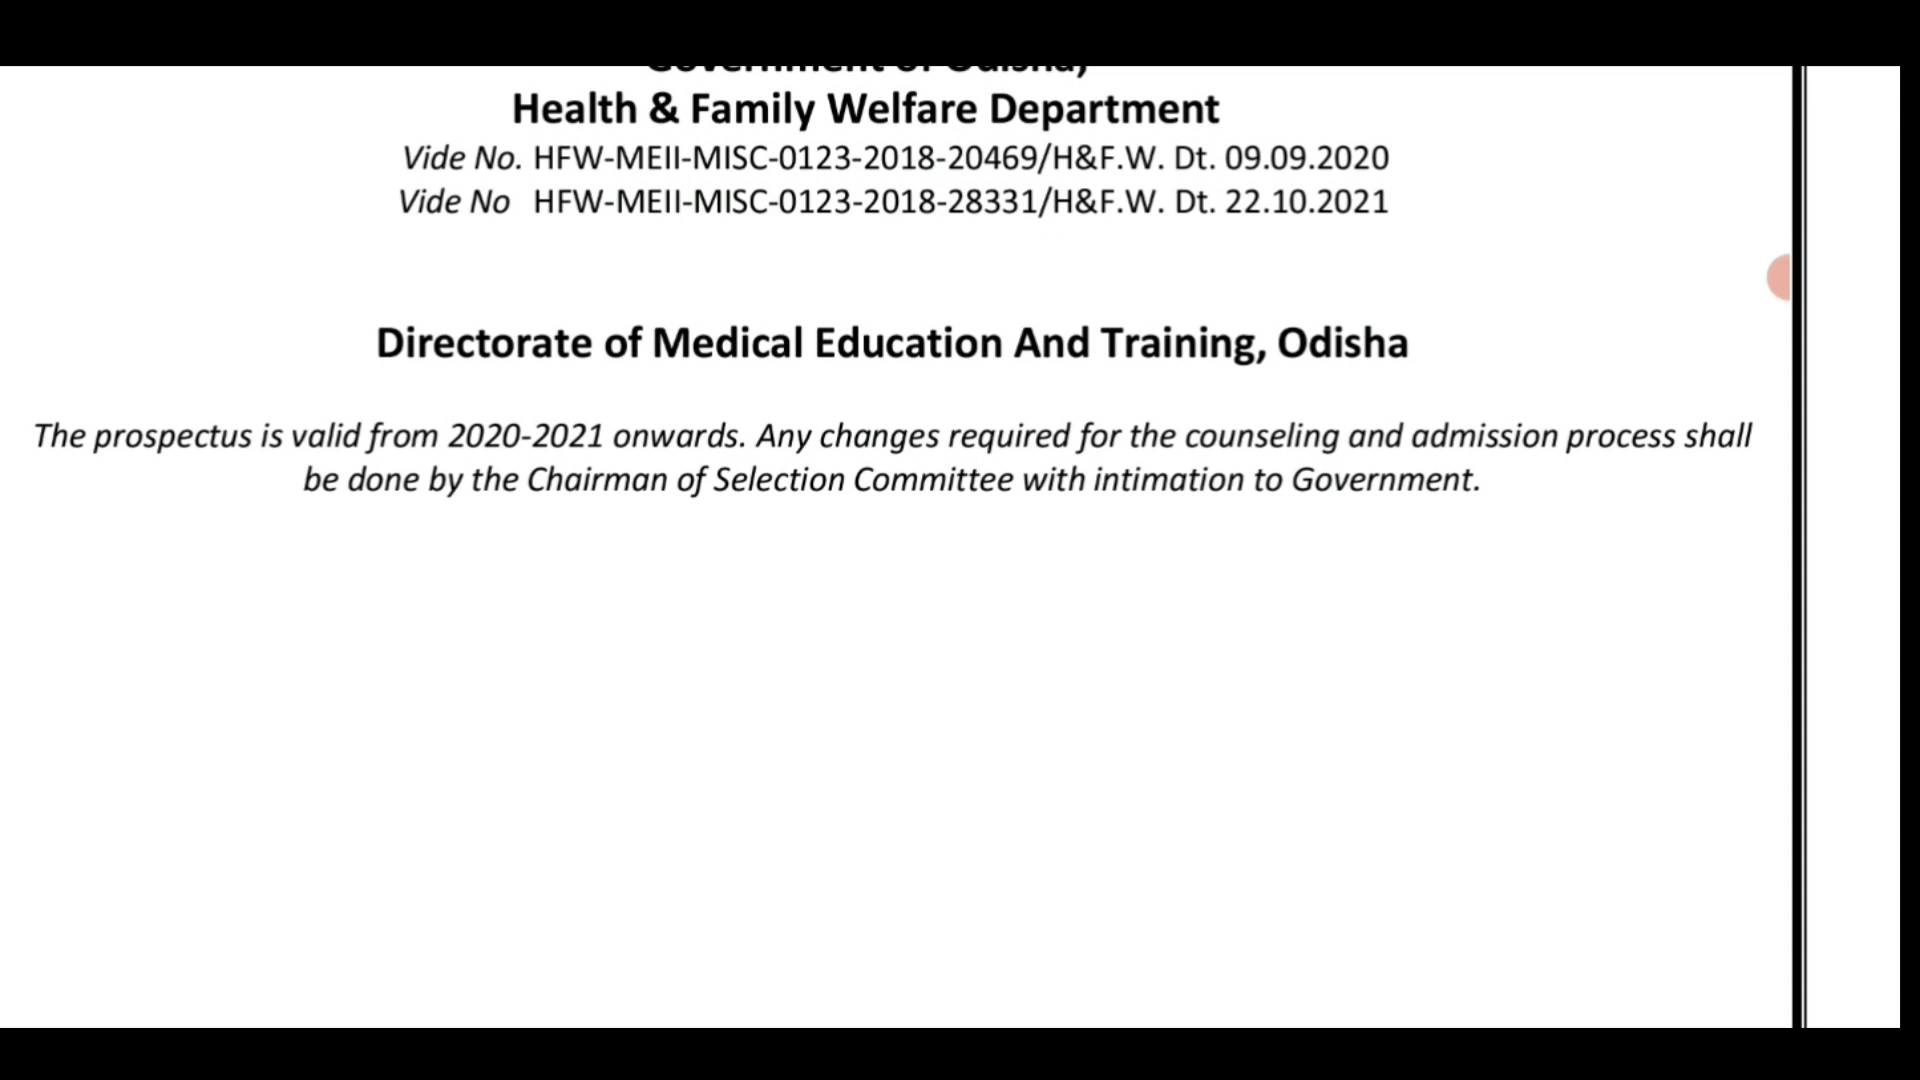 Government of Odisha,
Health & Family Welfare Department
Vide No. HFW-MEII-MISC-0123-2018-20469/H&F.W. Dt. 09.09.2020
Vide No HFW-MEII-MISC-0123-2018-28331/H&F.W. Dt. 22.10.2021
Directorate of Medical Education And Training, Odisha
The prospectus is valid from 2020-2021 onwards. Any changes required for the counseling and admission process shall
be done by the Chairman of Selection Committee with intimation to Government.